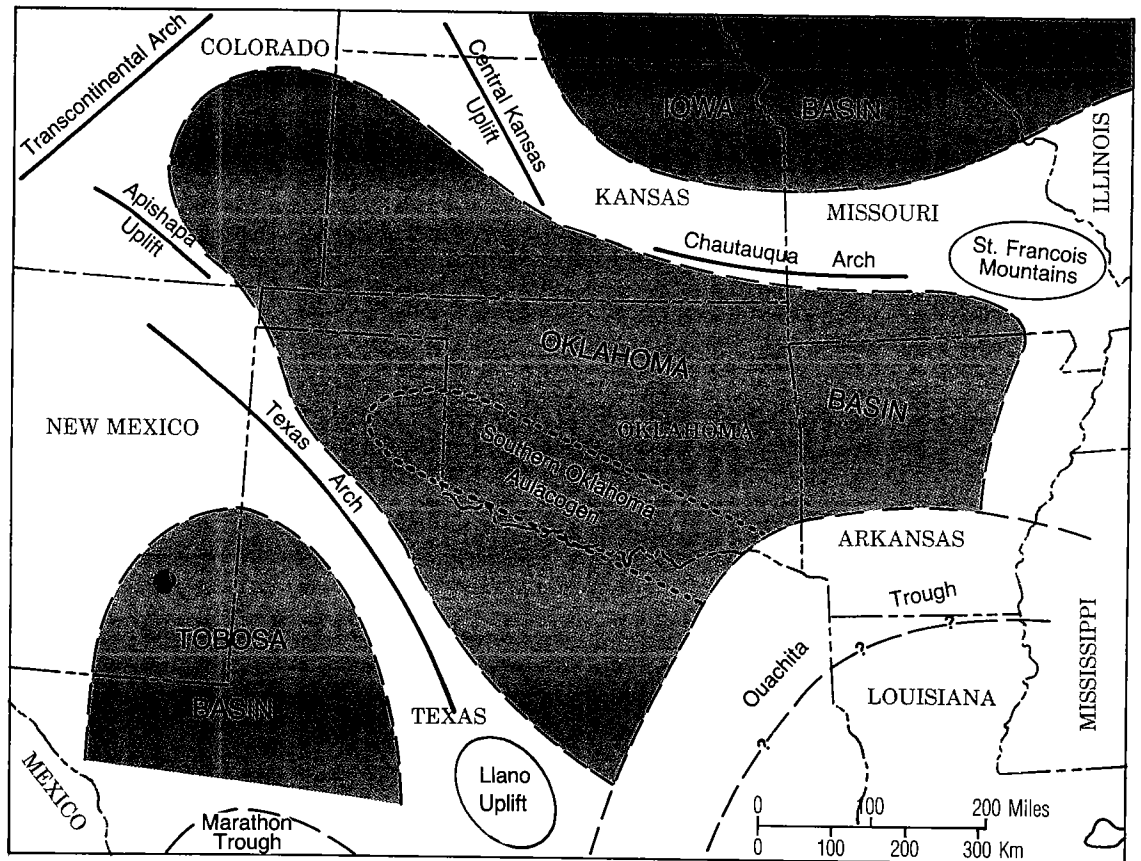 Transcontinental Arch
COLORADO
Central Kansas
Uplift
IOWA BASIN
ILLINOIS
Apishapa
Uplift
KANSAS
MISSOURI
Chautauqua Arch
St. Francois
Mountains
OKLAHOMA
BASIN
NEW MEXICO
Texas
Arch
OKLAHOMA
Southern Oklahoma
Aulacogen
ARKANSAS
Trough
?
?
?
Ouachita
MISSISSIPPI
TOBOSA
BASIN
TEXAS
LOUISIANA
MEXICO
Llano
Uplift
Marathon
Trough
0 100 200 Miles
0 100 200 300 Km